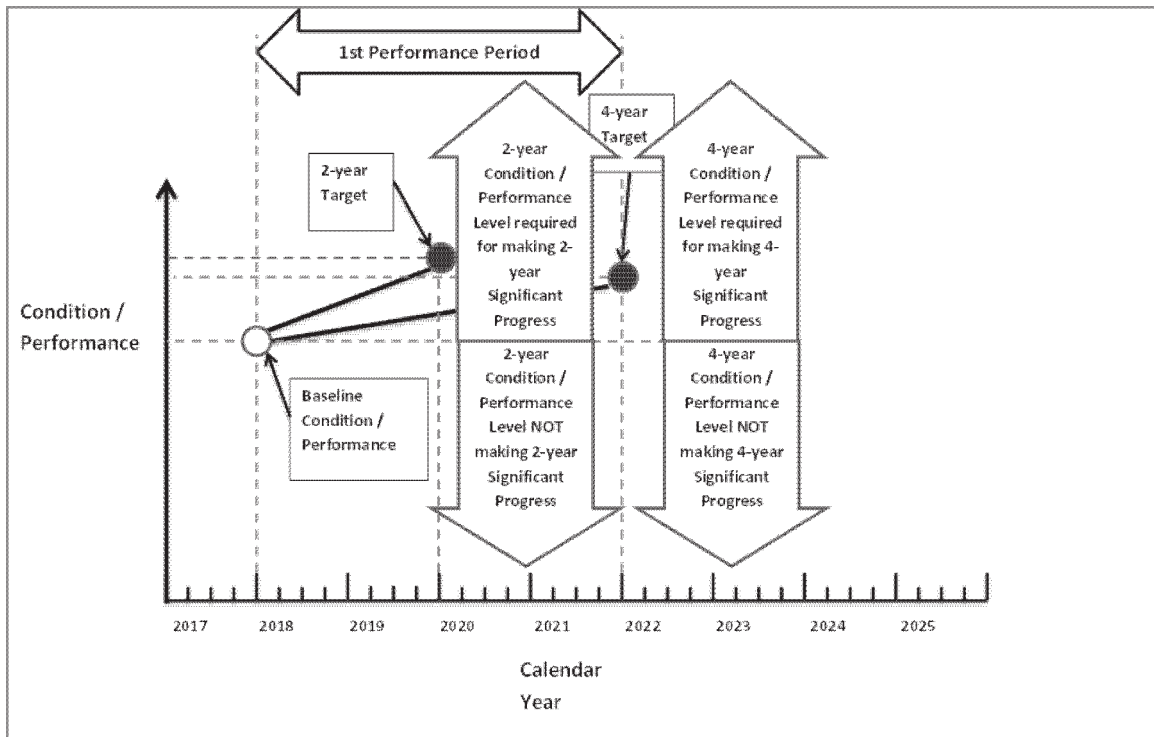 1st Performance Period
4-year
Target
2-year
Target
2-year
Condition /
Performance
Level required
for making 2-
year
Significant
Progress
4-year
Condition /
Performance
Level required
for making 4-
year
Significant
Progress
Condition /
Performance
Baseline
Condition /
Performance
2-year
Condition /
Performance
Level NOT
making 2-year
Significant
Progress
4-year
Condition /
Performance
Level NOT
making 4-year
Significant
Progress
2017 2018 2019 2020 2021 2022 2023 2024 2025
Calendar
Year